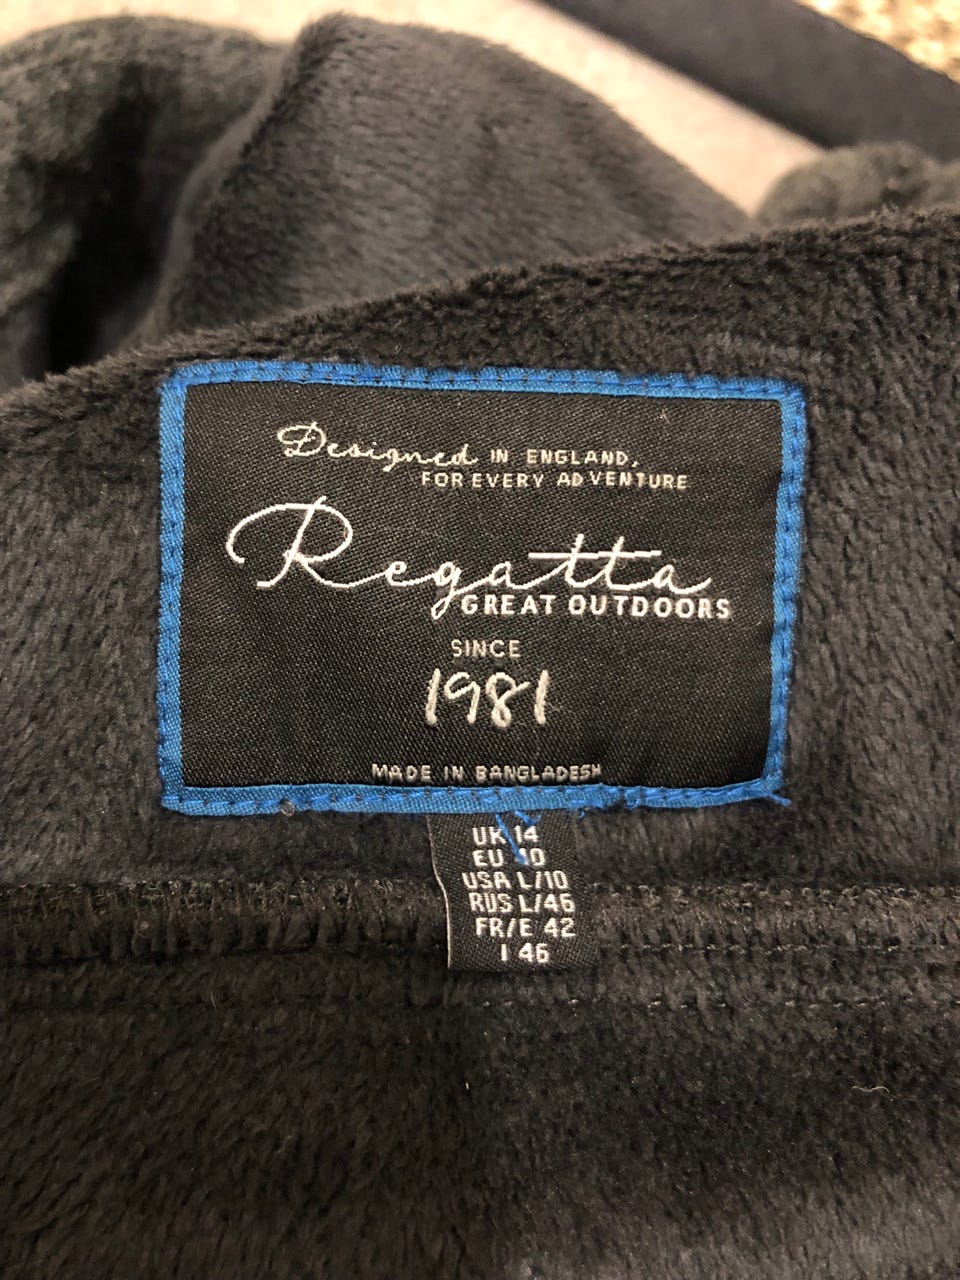 Designed IN ENGLAND,
FOR EVERY ADVENTURE
Regatta
GREAT OUTDOORS
SINCE
1981
MADE IN BANGLADESH
UK 14
EU 40
USA L/10
RUS L/46
FR/E 42
I 46